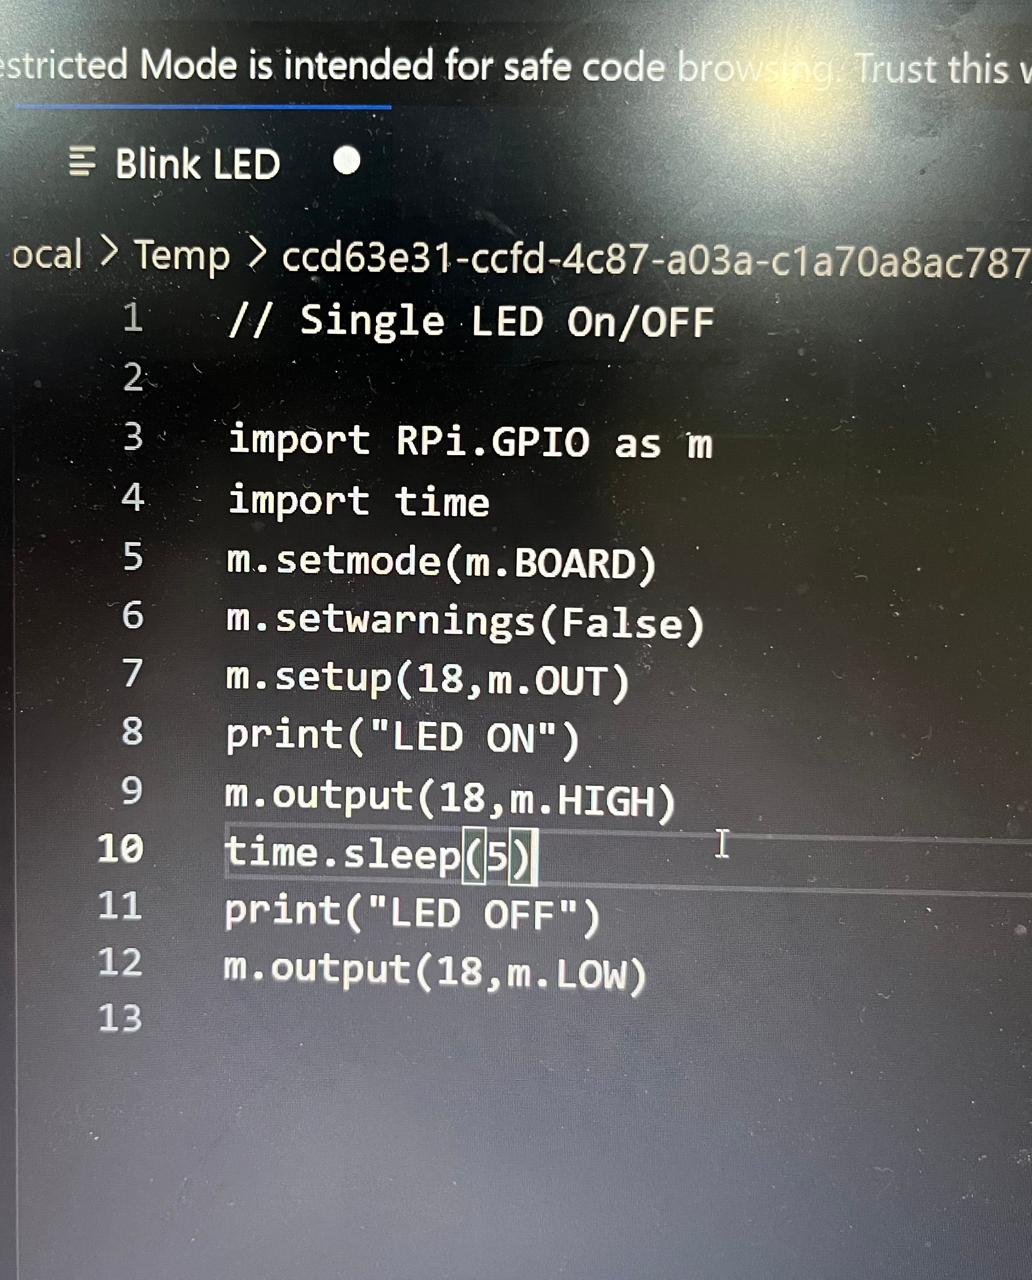 estricted Mode is intended for safe code browsing. Trust this w
Blink LED
ocal > Temp > ccd63e31-ccfd-4c87-a03a-c1a70a8ac787
1 // Single LED On/OFF
2
3 import RPi.GPIO as m
4 import time
5 m.setmode(m.BOARD)
6 m.setwarnings(False)
7 m.setup(18,m.OUT)
8 print("LED ON")
9 m.output(18,m.HIGH)
10 time.sleep(5)
11 print("LED OFF")
12 m.output(18,m.LOW)
13